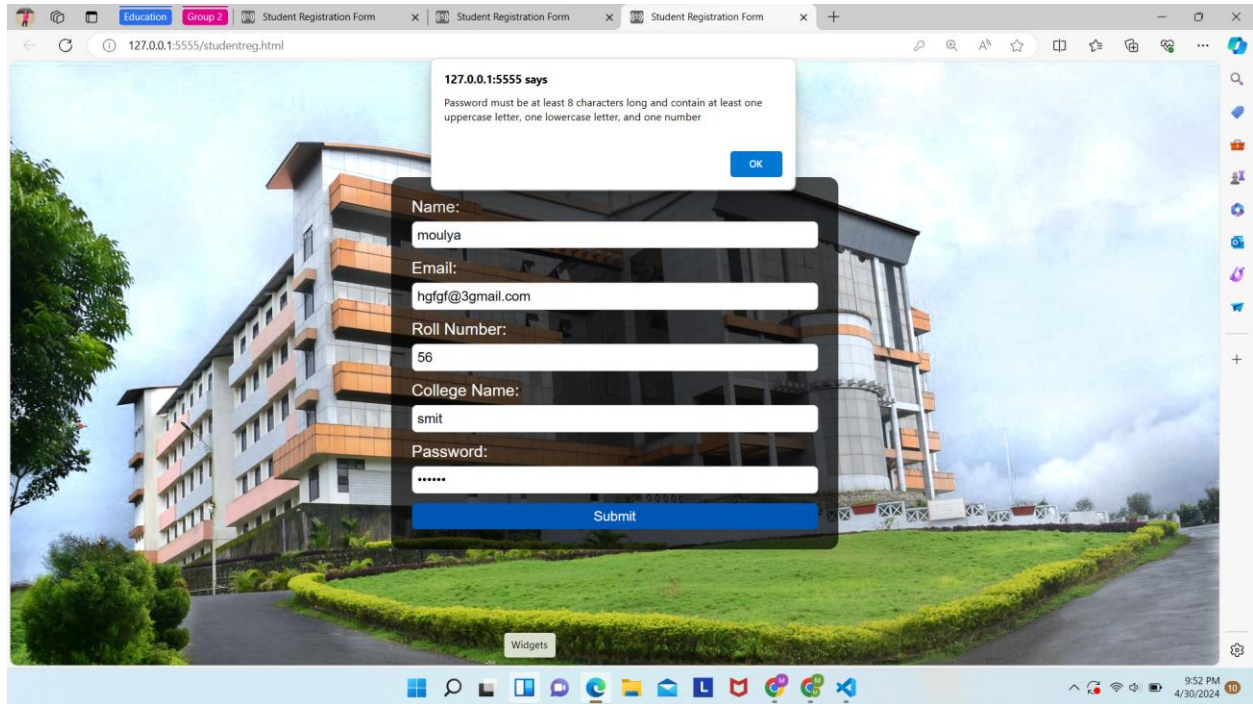 Education
Group 2
Student Registration Form
Student Registration Form
Student Registration Form
127.0.0.1:5555/studentreg.html
127.0.0.1:5555 says
Password must be at least 8 characters long and contain at least one
uppercase letter, one lowercase letter, and one number
OK
Name:
moulya
Email:
hgfgf@3gmail.com
Roll Number:
56
College Name:
smit
Password:
••••••
Submit
Widgets
9:52 PM
4/30/2024
10